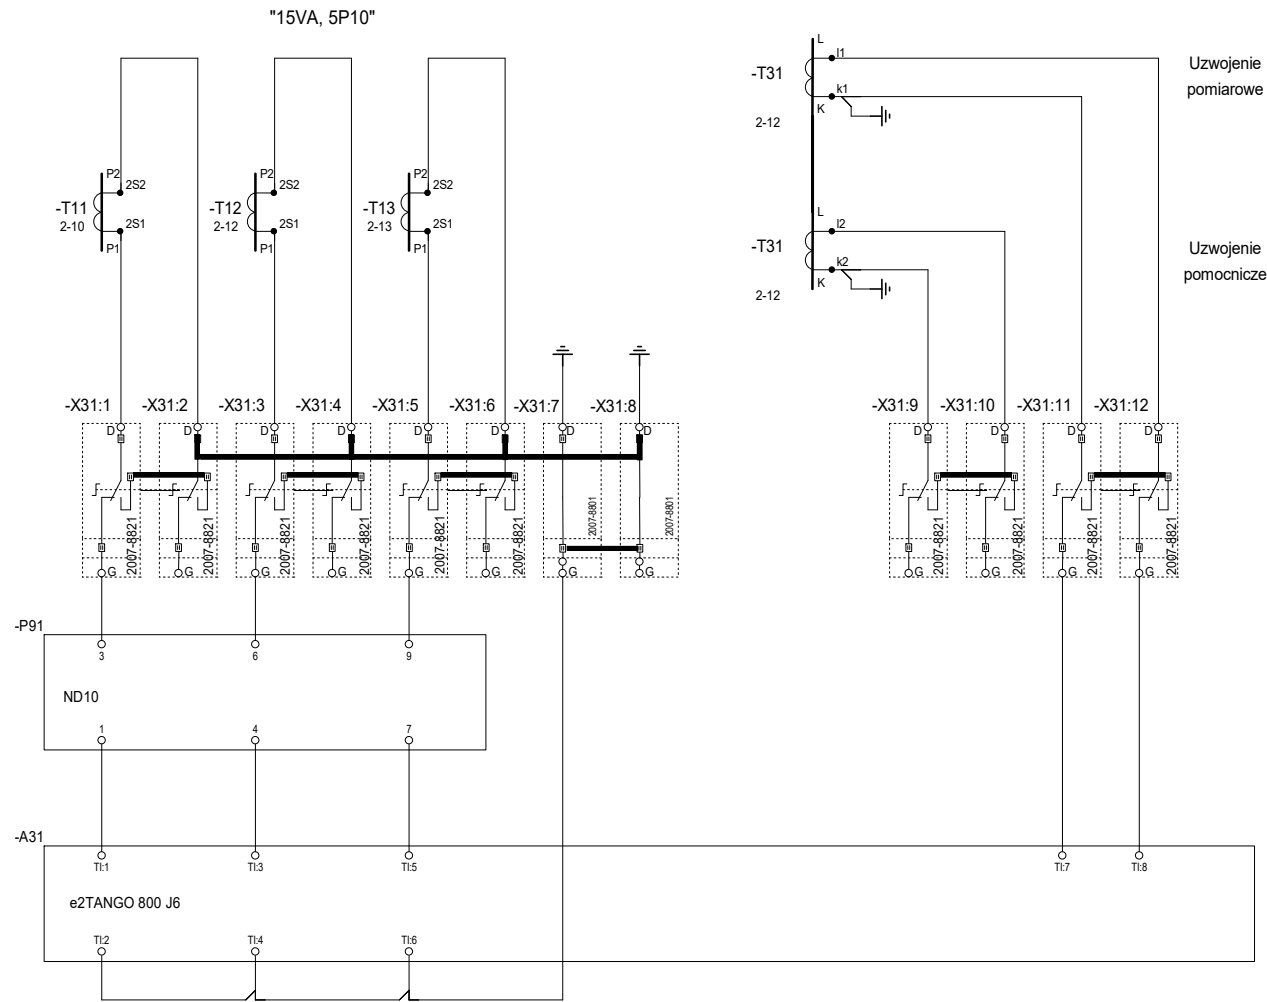 "15VA, 5P10"
L
l1
-T31
k1
K
2-12
Uzwojenie
pomiarowe
P2
2S2
-T11
2-10
2S1
P1
P2
2S2
-T12
2-12
2S1
P1
P2
2S2
-T13
2-13
2S1
P1
L
l2
-T31
k2
K
2-12
Uzwojenie
pomocnicze
-X31:1 -X31:2 -X31:3 -X31:4 -X31:5 -X31:6 -X31:7 -X31:8 -X31:9 -X31:10 -X31:11 -X31:12
D D D D D D D D D D D D
2007-8821 2007-8821 2007-8821 2007-8821 2007-8821 2007-8821 2007-8801 2007-8801 2007-8821 2007-8821 2007-8821 2007-8821
G G G G G G G G G G G G
-P91
3 6 9
ND10
1 4 7
-A31
TI:1 TI:3 TI:5 TI:7 TI:8
e2TANGO 800 J6
TI:2 TI:4 TI:6